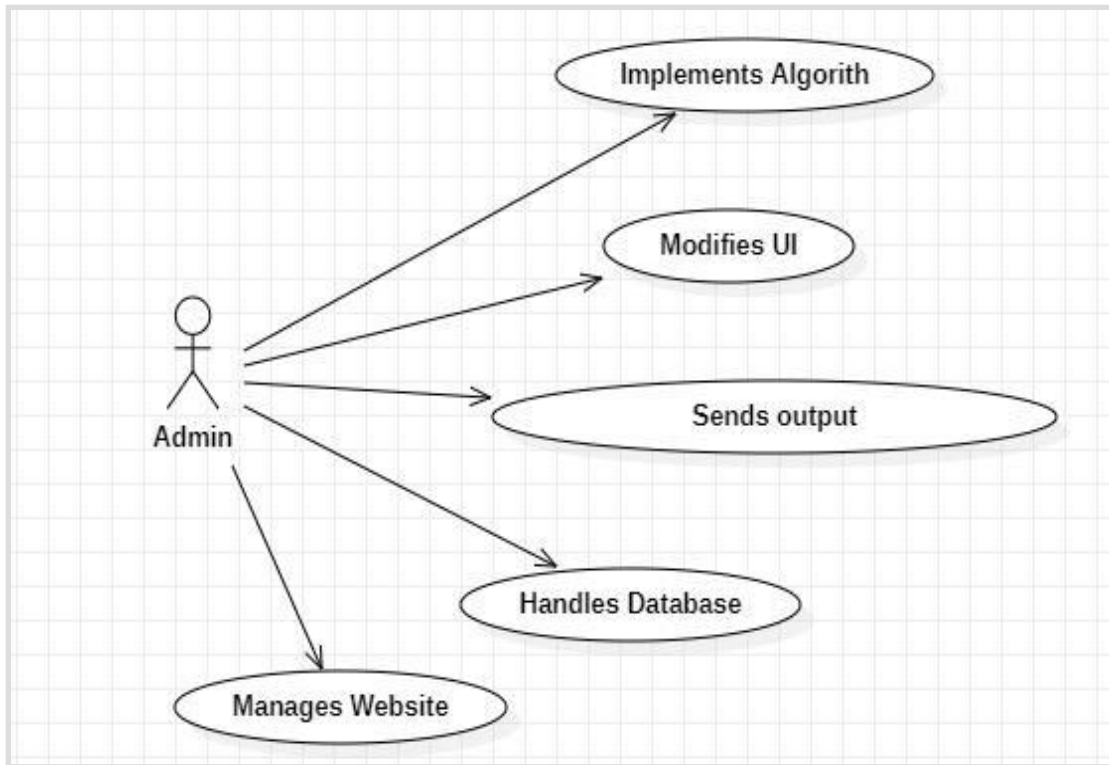 Implements Algorith
Modifies UI
Admin
Sends output
Handles Database
Manages Website